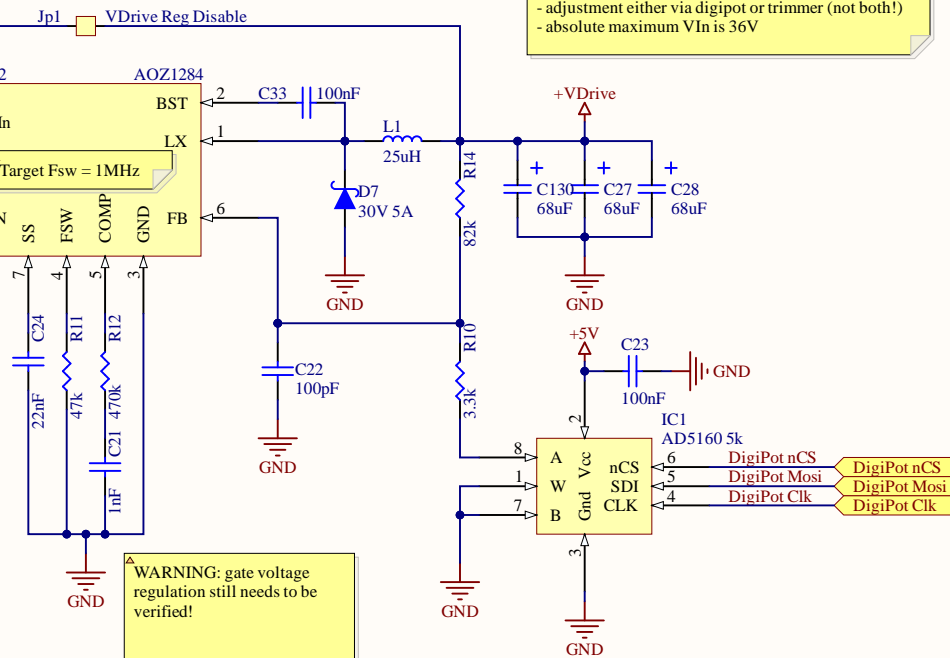 Jp1
VDrive Reg Disable
- adjustment either via digipot or trimmer (not both!)
- absolute maximum VIn is 36V
2
AOZ1284
BST
2
C33
100nF
+VDrive
In
LX
1
L1
25uH
Target Fsw = 1MHz
R14
82k
C130
68uF
C27
68uF
C28
68uF
D7
30V 5A
N
SS
FSW
COMP
GND
FB
6
7
4
5
3
GND
GND
C24
22nF
R11
47k
R12
470k
C21
1nF
R10
3.3k
+5V
C23
100nF
GND
C22
100pF
GND
2
IC1
AD5160 5k
8
A
Vcc
nCS
6
DigiPot nCS
DigiPot nCS
1
W
SDI
5
DigiPot Mosi
DigiPot Mosi
7
B
Gnd
CLK
4
DigiPot Clk
DigiPot Clk
3
GND
WARNING: gate voltage
regulation still needs to be
verified!
GND
GND